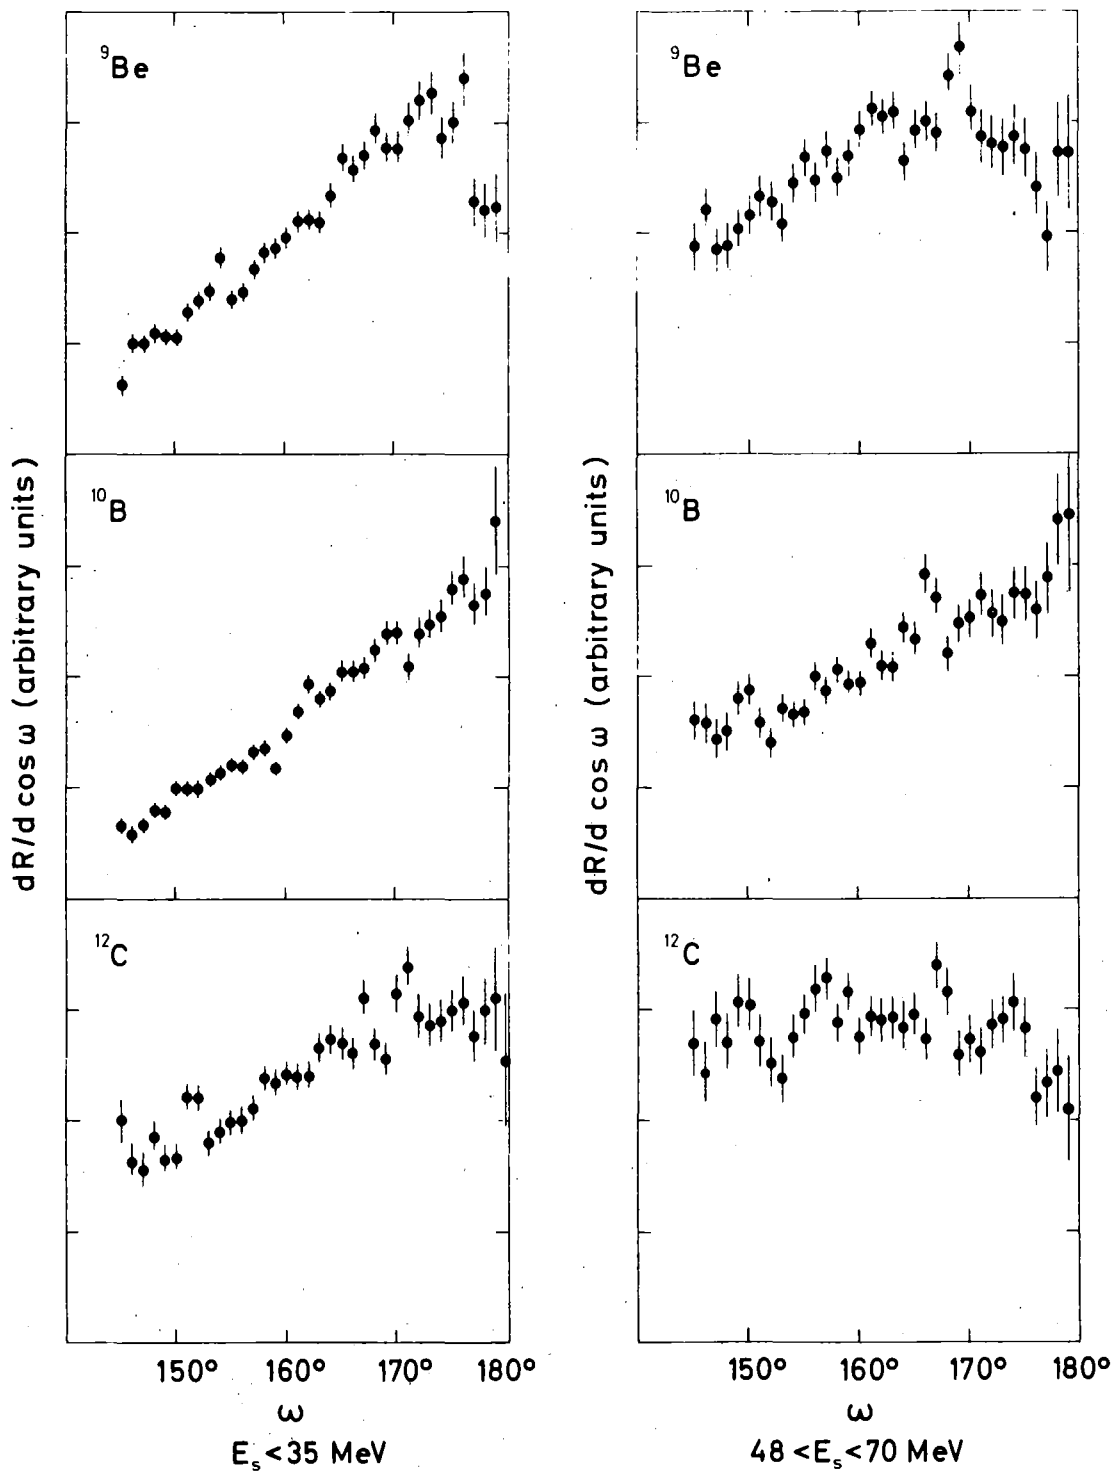 ⁹Be
⁹Be
dR/d cos ω (arbitrary units)
dR/d cos ω (arbitrary units)
¹⁰B
¹⁰B
¹²C
¹²C
150° 160° 170° 180°
150° 160° 170° 180°
ω
ω
Eₛ<35 MeV
48<Eₛ<70 MeV